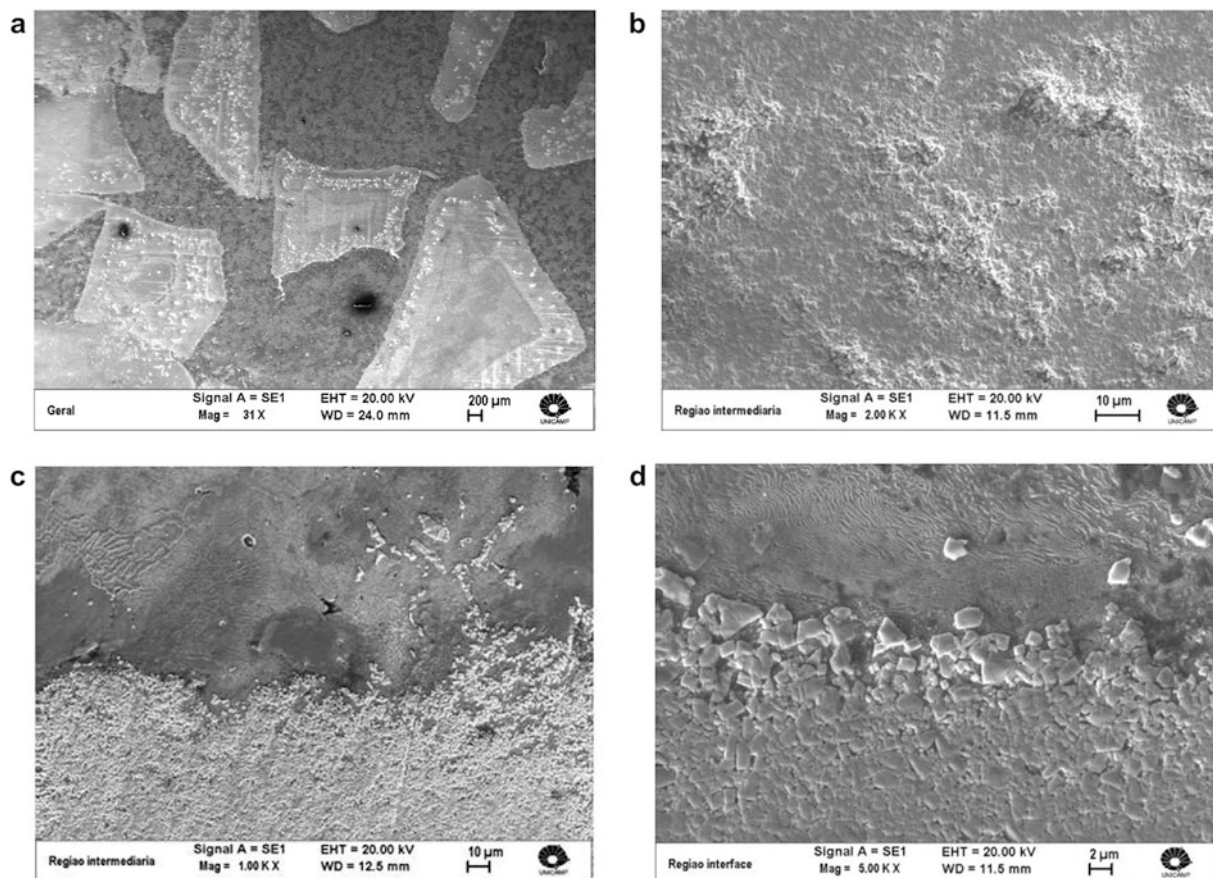 a
Geral
Signal A = SE1
Mag = 31 X
EHT = 20.00 kV
WD = 24.0 mm
200 µm
UNICAMP
b
Regiao intermediaria
Signal A = SE1
Mag = 2.00 K X
EHT = 20.00 kV
WD = 11.5 mm
10 µm
UNICAMP
c
Regiao intermediaria
Signal A = SE1
Mag = 1.00 K X
EHT = 20.00 kV
WD = 12.5 mm
10 µm
UNICAMP
d
Regiao interface
Signal A = SE1
Mag = 5.00 K X
EHT = 20.00 kV
WD = 11.5 mm
2 µm
UNICAMP